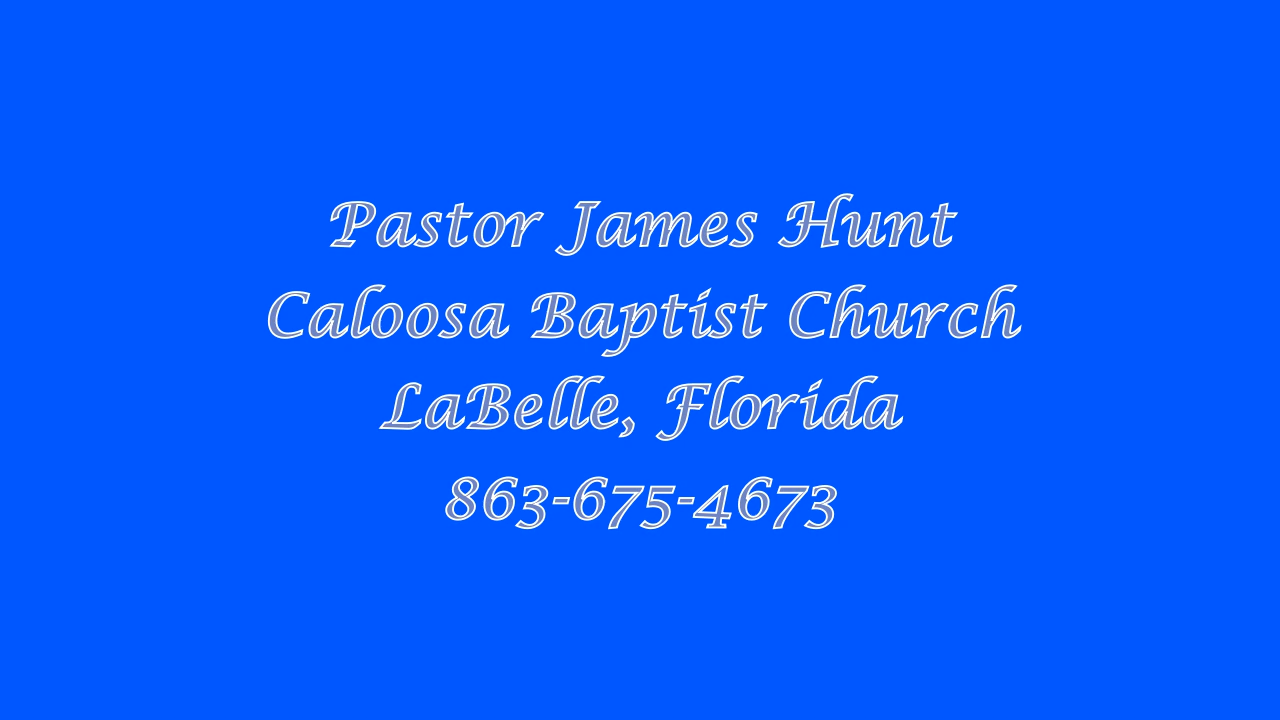 Pastor James Hunt
Caloosa Baptist Church
LaBelle, Florida
863-675-4673